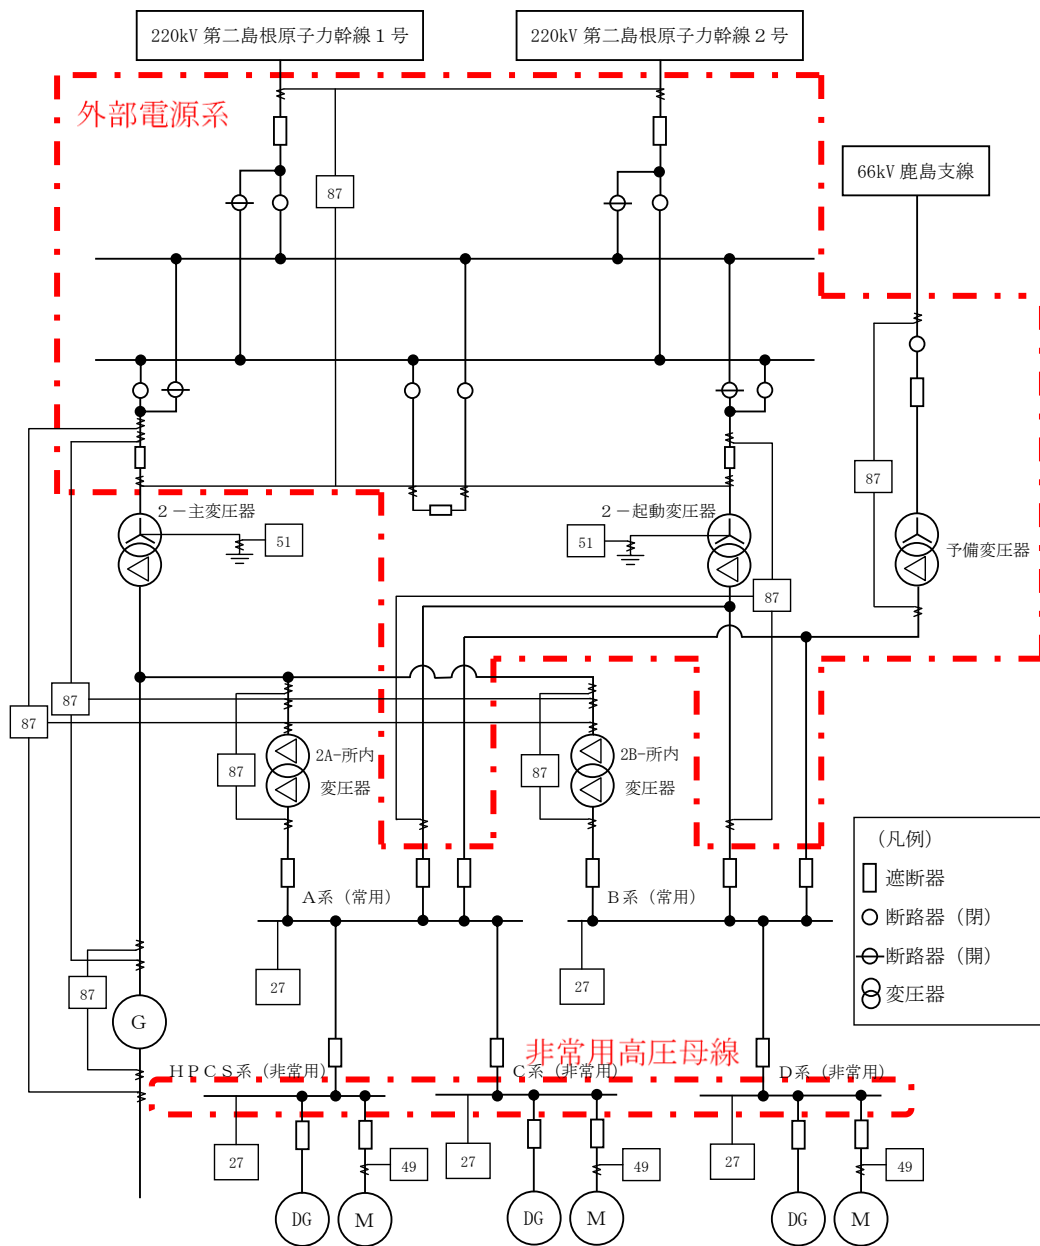 220kV 第二島根原子力幹線１号
220kV 第二島根原子力幹線２号
外部電源系
66kV 鹿島支線
87
87
２－主変圧器
51
２－起動変圧器
51
予備変圧器
87
87
87
87
2A-所内
変圧器
87
2B-所内
変圧器
(凡例)
遮断器
断路器（閉）
断路器（開）
変圧器
A系（常用）
B系（常用）
27
27
87
G
非常用高圧母線
HPCS系（非常用）
C系（非常用）
D系（非常用）
27
49
27
49
27
49
DG
M
DG
M
DG
M